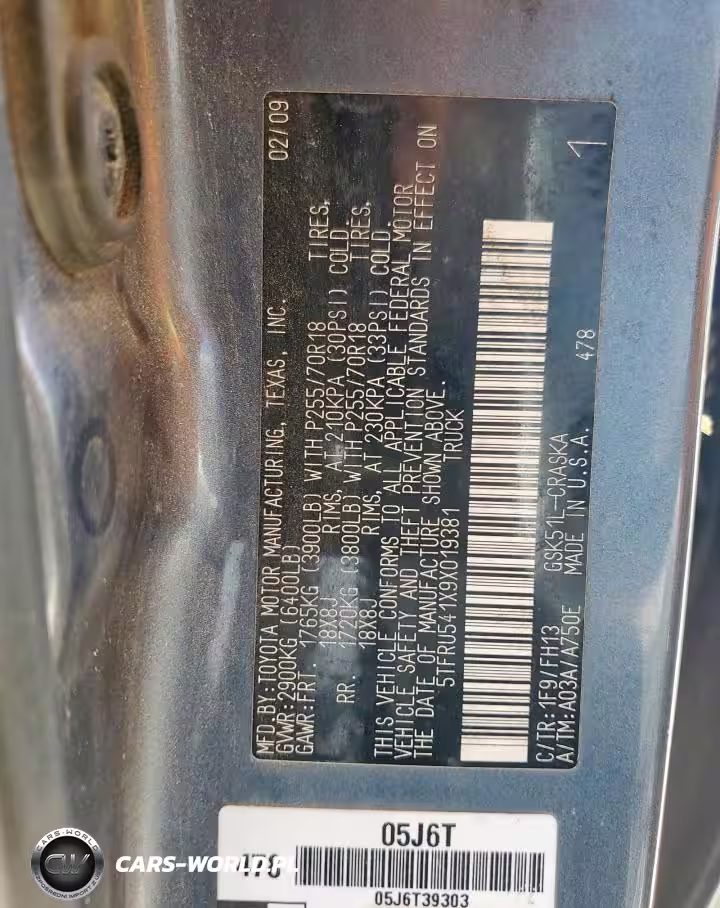 MFD.BY:TOYOTA MOTOR MANUFACTURING, TEXAS, INC. 02/09
GVWR:2900KG (6400LB)
GAWR:FRT. 1765KG (3900LB) WITH P255/70R18 TIRES,
18X8J RIMS, AT 210KPA (30PSI) COLD.
RR. 1720KG (3800LB) WITH P255/70R18 TIRES,
18X8J RIMS, AT 230KPA (33PSI) COLD.
THIS VEHICLE CONFORMS TO ALL APPLICABLE FEDERAL MOTOR
VEHICLE SAFETY AND THEFT PREVENTION STANDARDS IN EFFECT ON
THE DATE OF MANUFACTURE SHOWN ABOVE.
5TFRU541X9X019381 TRUCK
C/TR:1F9/FH13 GSK51L-CRASKA 478
A/TM:A03A/A750E MADE IN U.S.A. 1
05J6T
05J6T39303
CARS-WORLD
CW
CARS-WORLD.PL